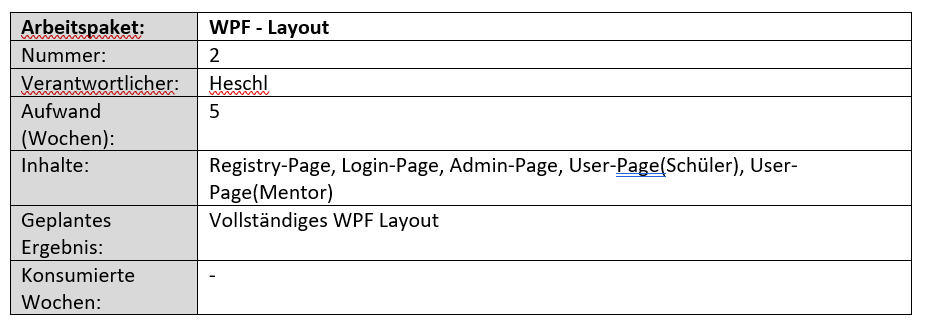 Arbeitspaket: WPF - Layout
Nummer: 2
Verantwortlicher: Heschl
Aufwand 5
(Wochen):
Inhalte: Registry-Page, Login-Page, Admin-Page, User-Page(Schüler), User-
Page(Mentor)
Geplantes Vollständiges WPF Layout
Ergebnis:
Konsumierte -
Wochen: